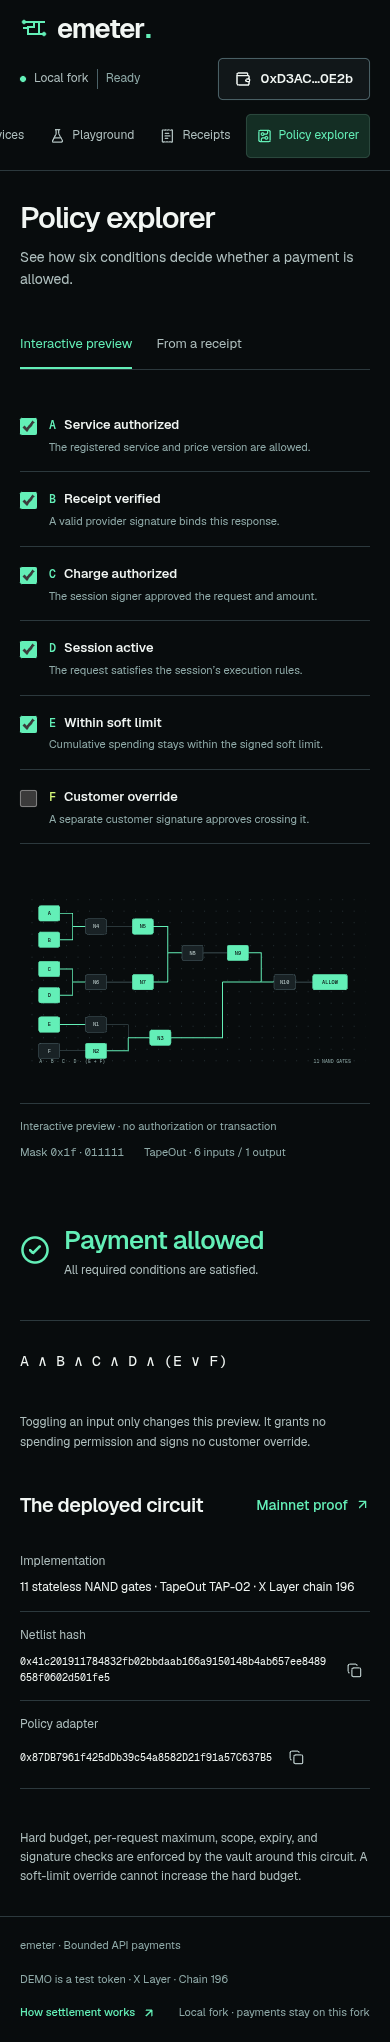 emeter.
Local fork Ready 0xD3AC...0E2b
vices Playground Receipts Policy explorer
Policy explorer
See how six conditions decide whether a payment is
allowed.
Interactive preview From a receipt
A Service authorized
The registered service and price version are allowed.
B Receipt verified
A valid provider signature binds this response.
C Charge authorized
The session signer approved the request and amount.
D Session active
The request satisfies the session's execution rules.
E Within soft limit
Cumulative spending stays within the signed soft limit.
F Customer override
A separate customer signature approves crossing it.
A
N4 N5
B
N8 N9
C
N6 N7 N10 ALLOW
D
E N1
N3
F N2
A · B · C · D · (E + F) 11 NAND GATES
Interactive preview · no authorization or transaction
Mask 0x1f · 011111 TapeOut · 6 inputs / 1 output
Payment allowed
All required conditions are satisfied.
A ∧ B ∧ C ∧ D ∧ (E ∨ F)
Toggling an input only changes this preview. It grants no
spending permission and signs no customer override.
The deployed circuit Mainnet proof
Implementation
11 stateless NAND gates · TapeOut TAP-02 · X Layer chain 196
Netlist hash
0x41c201911784832fb02bbdaab166a9150148b4ab657ee8489
658f0602d501fe5
Policy adapter
0x87DB7961f425dDb39c54a8582D21f91a57C637B5
Hard budget, per-request maximum, scope, expiry, and
signature checks are enforced by the vault around this circuit. A
soft-limit override cannot increase the hard budget.
emeter · Bounded API payments
DEMO is a test token · X Layer · Chain 196
How settlement works Local fork · payments stay on this fork